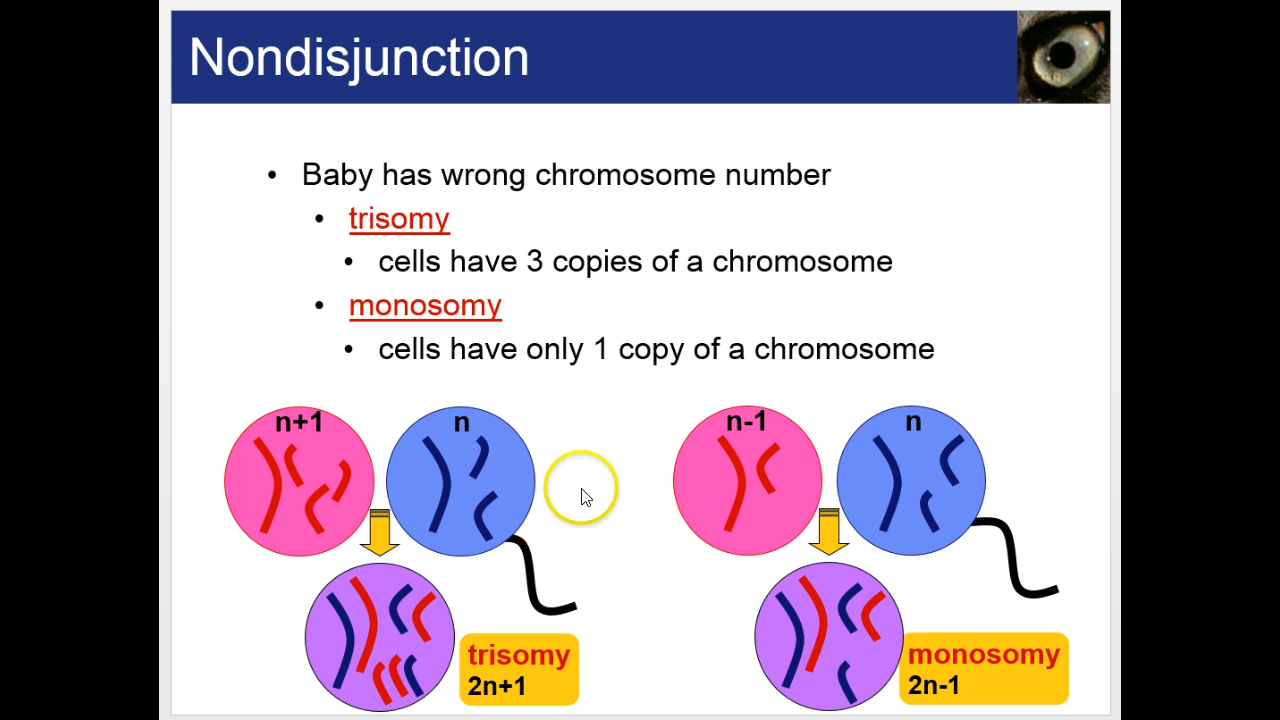 Nondisjunction
• Baby has wrong chromosome number
• trisomy
• cells have 3 copies of a chromosome
• monosomy
• cells have only 1 copy of a chromosome
n+1
n
n-1
n
trisomy
2n+1
monosomy
2n-1